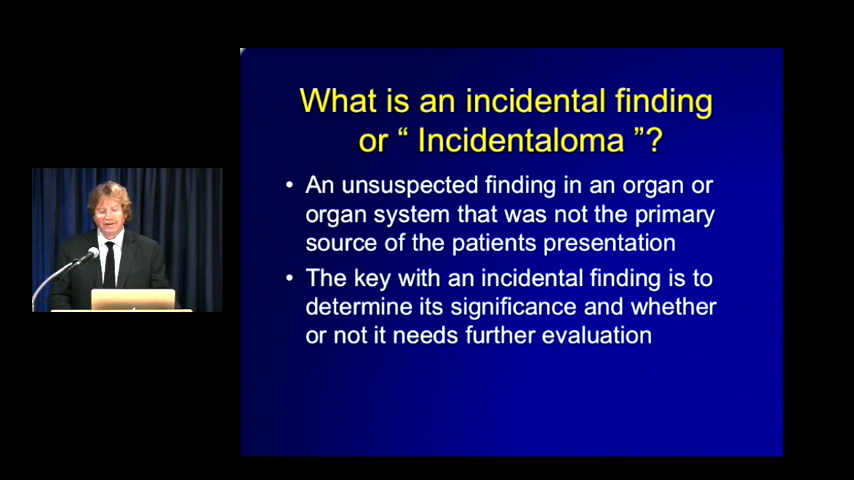 What is an incidental finding
or “ Incidentaloma ”?
• An unsuspected finding in an organ or
organ system that was not the primary
source of the patients presentation
• The key with an incidental finding is to
determine its significance and whether
or not it needs further evaluation